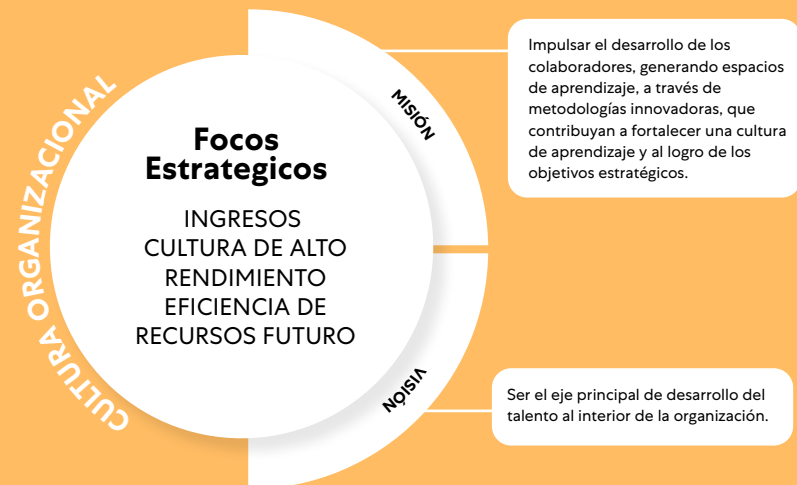 CULTURA ORGANIZACIONAL
Focos
Estrategicos
INGRESOS
CULTURA DE ALTO
RENDIMIENTO
EFICIENCIA DE
RECURSOS FUTURO
MISIÓN
Impulsar el desarrollo de los
colaboradores, generando espacios
de aprendizaje, a través de
metodologías innovadoras, que
contribuyan a fortalecer una cultura
de aprendizaje y al logro de los
objetivos estratégicos.
VISIÓN
Ser el eje principal de desarrollo del
talento al interior de la organización.